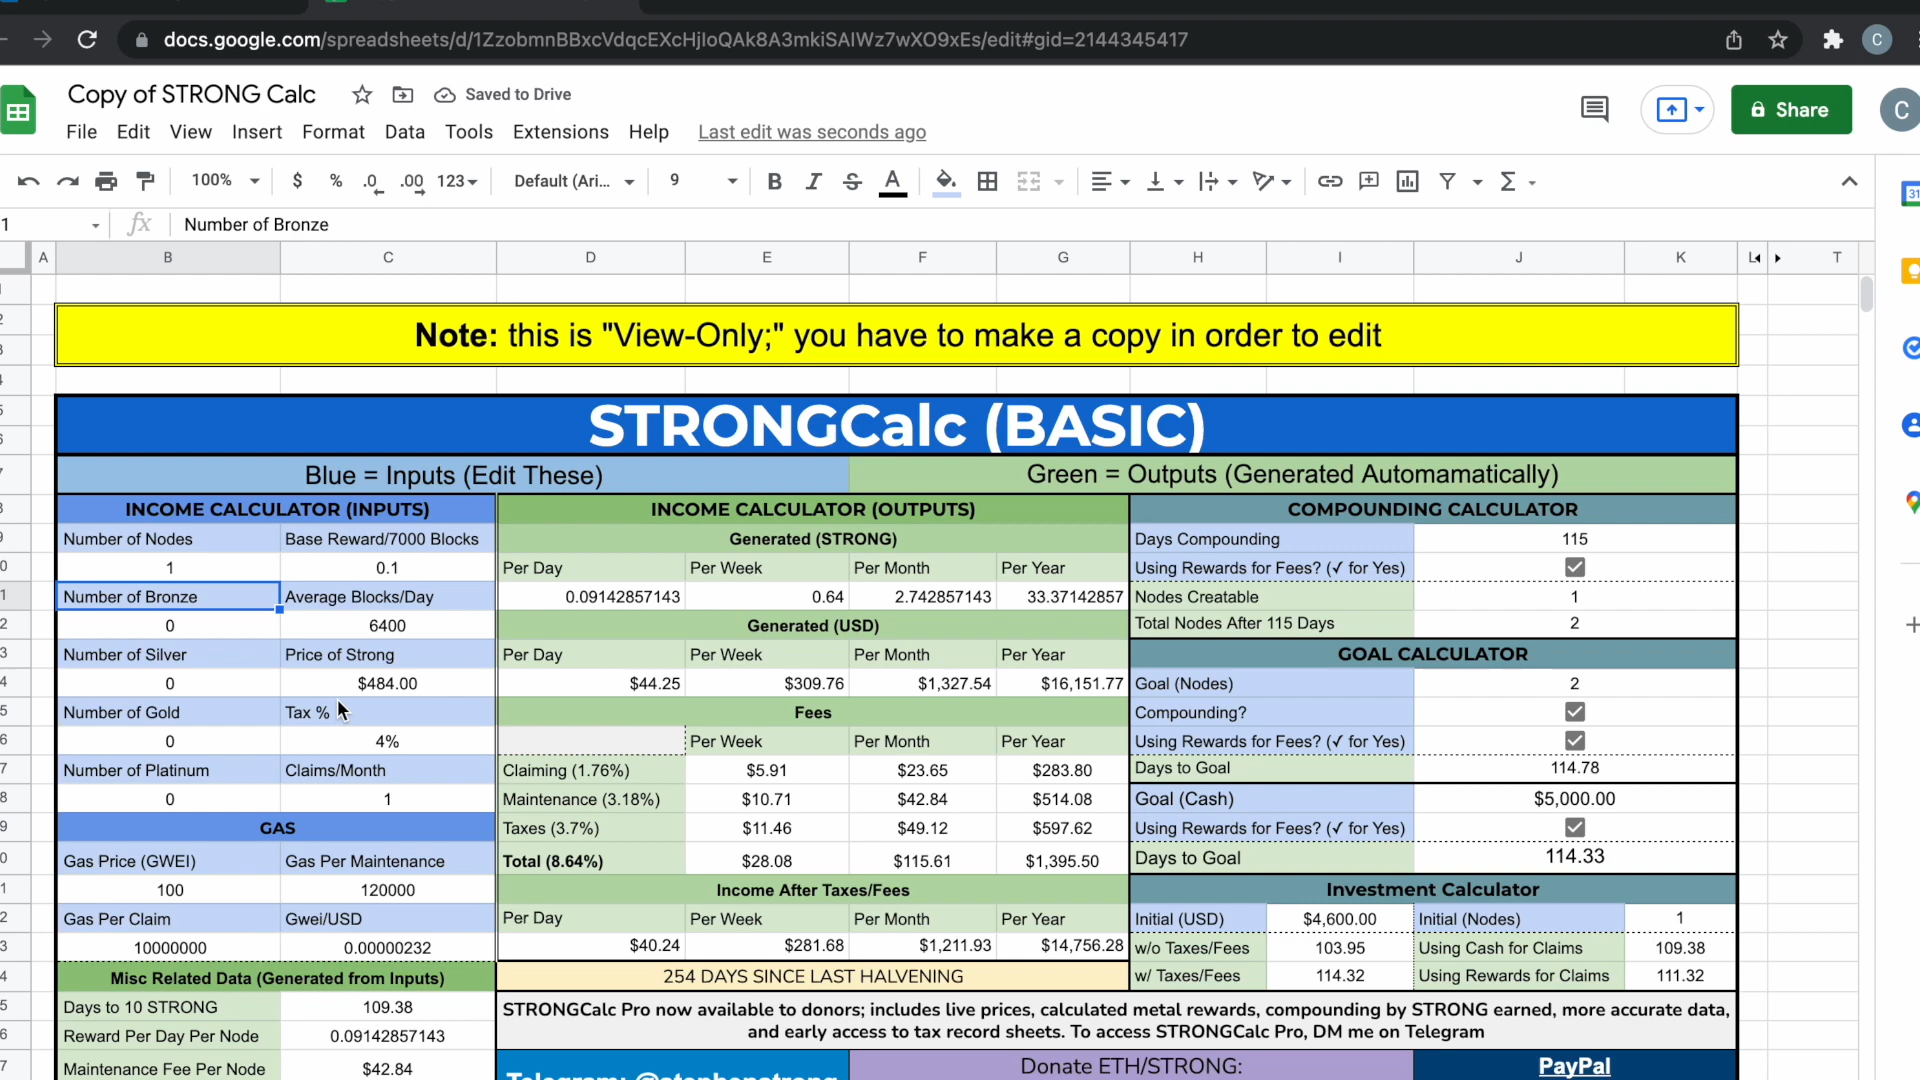 docs.google.com/spreadsheets/d/1ZzobmnBBxcVdqcEXcHjIoQAk8A3mkiSAIWz7wXO9xEs/edit#gid=2144345417
C
Copy of STRONG Calc
Saved to Drive
File Edit View Insert Format Data Tools Extensions Help Last edit was seconds ago
Share
C
100% $ % .0 .00 123 Default (Ari... 9 B I S A
31
1 fx Number of Bronze
A B C D E F G H I J K L T
Note: this is "View-Only;" you have to make a copy in order to edit
STRONGCalc (BASIC)
Blue = Inputs (Edit These) Green = Outputs (Generated Automamatically)
INCOME CALCULATOR (INPUTS) INCOME CALCULATOR (OUTPUTS) COMPOUNDING CALCULATOR
Number of Nodes Base Reward/7000 Blocks Generated (STRONG) Days Compounding 115
1 0.1 Per Day Per Week Per Month Per Year Using Rewards for Fees? (✓ for Yes)
Number of Bronze Average Blocks/Day 0.09142857143 0.64 2.742857143 33.37142857 Nodes Creatable 1
0 6400 Generated (USD) Total Nodes After 115 Days 2
Number of Silver Price of Strong Per Day Per Week Per Month Per Year GOAL CALCULATOR
0 $484.00 $44.25 $309.76 $1,327.54 $16,151.77 Goal (Nodes) 2
Number of Gold Tax % Fees Compounding?
0 4% Per Week Per Month Per Year Using Rewards for Fees? (✓ for Yes)
Number of Platinum Claims/Month Claiming (1.76%) $5.91 $23.65 $283.80 Days to Goal 114.78
0 1 Maintenance (3.18%) $10.71 $42.84 $514.08 Goal (Cash) $5,000.00
GAS Taxes (3.7%) $11.46 $49.12 $597.62 Using Rewards for Fees? (✓ for Yes)
Gas Price (GWEI) Gas Per Maintenance Total (8.64%) $28.08 $115.61 $1,395.50 Days to Goal 114.33
100 120000 Income After Taxes/Fees Investment Calculator
Gas Per Claim Gwei/USD Per Day Per Week Per Month Per Year Initial (USD) $4,600.00 Initial (Nodes) 1
10000000 0.00000232 $40.24 $281.68 $1,211.93 $14,756.28 w/o Taxes/Fees 103.95 Using Cash for Claims 109.38
Misc Related Data (Generated from Inputs) 254 DAYS SINCE LAST HALVENING w/ Taxes/Fees 114.32 Using Rewards for Claims 111.32
Days to 10 STRONG 109.38 STRONGCalc Pro now available to donors; includes live prices, calculated metal rewards, compounding by STRONG earned, more accurate data,
Reward Per Day Per Node 0.09142857143 and early access to tax record sheets. To access STRONGCalc Pro, DM me on Telegram
Maintenance Fee Per Node $42.84 Telegram: @stephenstrong Donate ETH/STRONG: PayPal